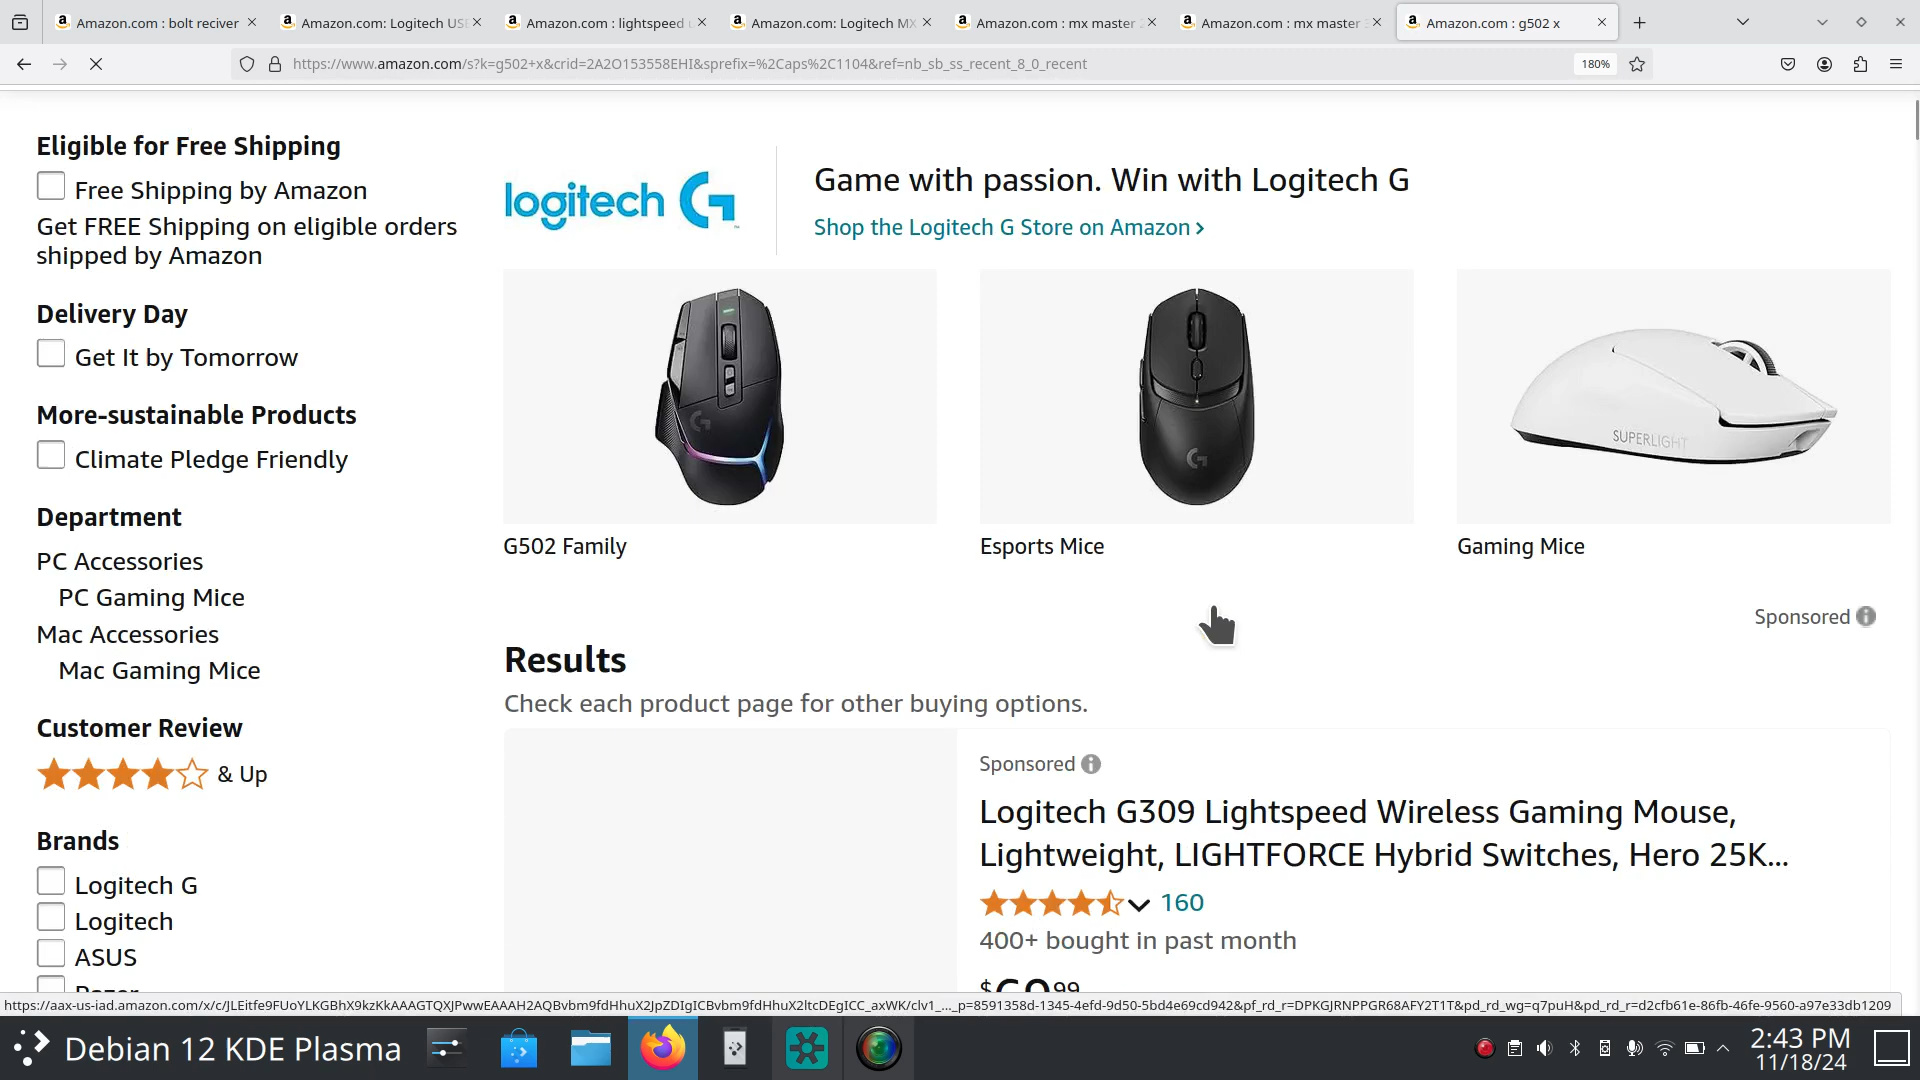 Amazon.com : bolt reciver
Amazon.com: Logitech US
Amazon.com : lightspeed
Amazon.com: Logitech MX
Amazon.com : mx master
Amazon.com : mx master
Amazon.com : g502 x
https://www.amazon.com/s?k=g502+x&crid=2A2O153558EHI&sprefix=%2Caps%2C1104&ref=nb_sb_ss_recent_8_0_recent
180%
Eligible for Free Shipping
Free Shipping by Amazon
Get FREE Shipping on eligible orders
shipped by Amazon
Delivery Day
Get It by Tomorrow
More-sustainable Products
Climate Pledge Friendly
Department
PC Accessories
PC Gaming Mice
Mac Accessories
Mac Gaming Mice
Customer Review
& Up
Brands
Logitech G
Logitech
ASUS
Razer
logitech G
Game with passion. Win with Logitech G
Shop the Logitech G Store on Amazon ›
SUPERLIGHT
G502 Family
Esports Mice
Gaming Mice
Sponsored
Results
Check each product page for other buying options.
Sponsored
Logitech G309 Lightspeed Wireless Gaming Mouse,
Lightweight, LIGHTFORCE Hybrid Switches, Hero 25K...
160
400+ bought in past month
$69.99
https://aax-us-iad.amazon.com/x/c/JLEitfe9FUoYLKGBhX9kzKkAAAGTQXJPwwEAAAH2AQBvbm9fdHhuX2JpZDIgICBvbm9fdHhuX2ltcDEgICC_axWK/clv1_..._p=8591358d-1345-4efd-9d50-5bd4e69cd942&pf_rd_r=DPKGJRNPPGR68AFY2T1T&pd_rd_wg=q7puH&pd_rd_r=d2cfb61e-86fb-46fe-9560-a97e33db1209
Debian 12 KDE Plasma
2:43 PM
11/18/24